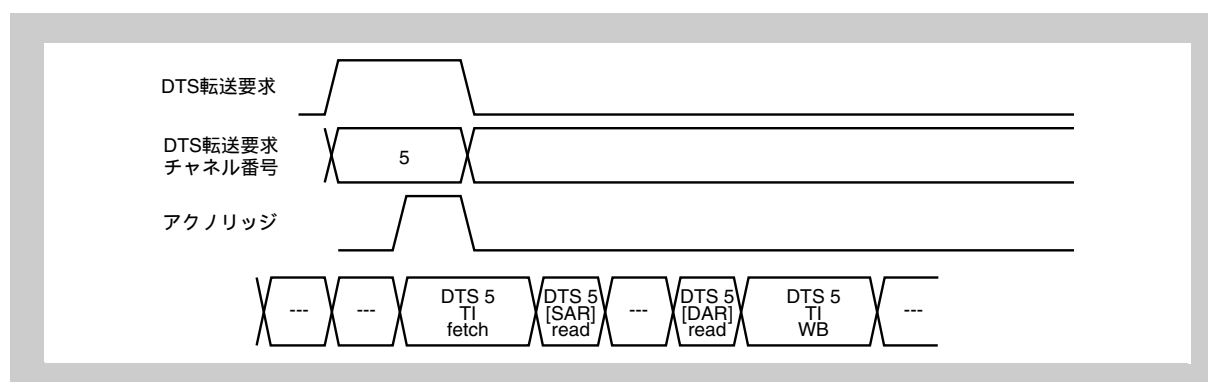 DTS転送要求
DTS転送要求
チャネル番号
5
アクノリッジ
---
---
DTS 5
TI
fetch
DTS 5
[SAR]
read
---
DTS 5
[DAR]
read
DTS 5
TI
WB
---